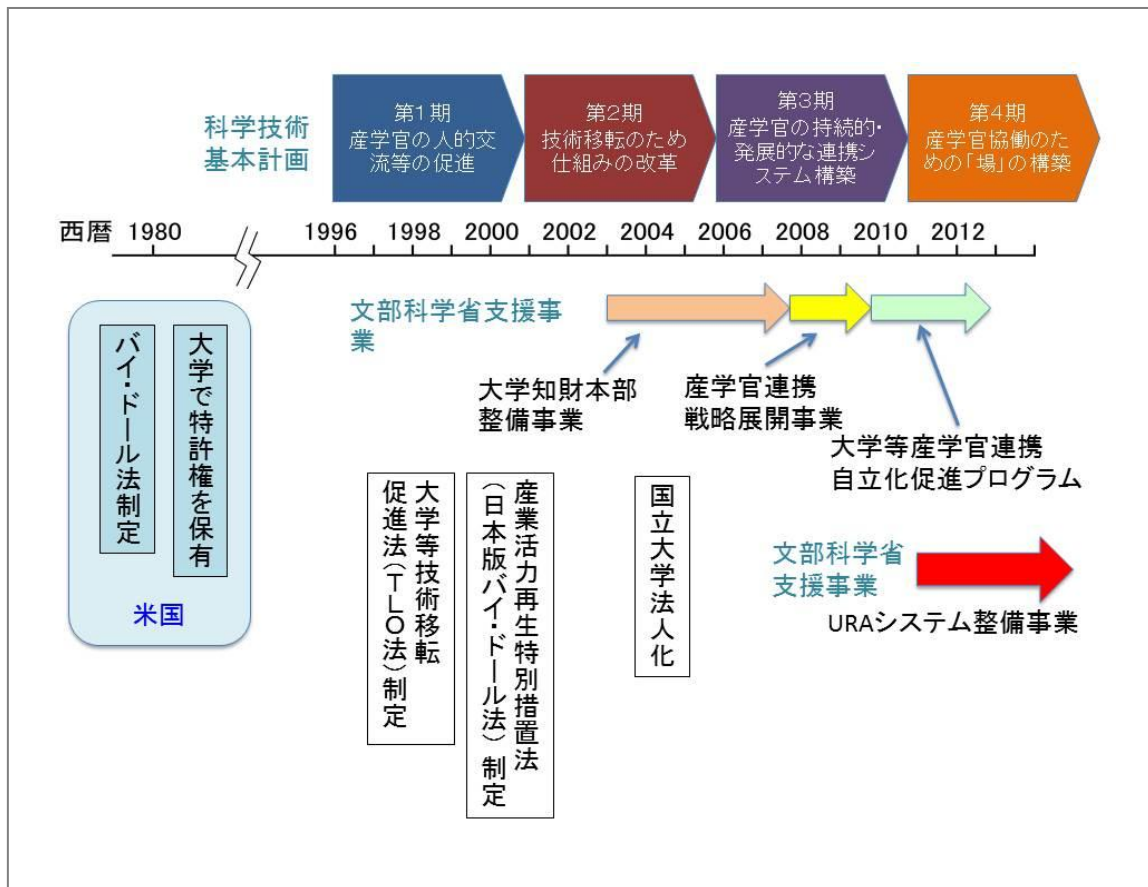 科学技術
基本計画
第1期
産学官の人的交
流等の促進
第2期
技術移転のため
仕組みの改革
第3期
産学官の持続的・
発展的な連携シ
ステム構築
第4期
産学官協働のた
めの「場」の構築
西暦 1980 1996 1998 2000 2002 2004 2006 2008 2010 2012
文部科学省支援事
業
大学知財本部
整備事業
産学官連携
戦略展開事業
大学等産学官連携
自立化促進プログラム
バイ・ドール法制定
大学で特許権を保有
米国
大学等技術移転
促進法(TLO法)制定
産業活力再生特別措置法
(日本版バイ・ドール法)制定
国立大学法人化
文部科学省
支援事業
URAシステム整備事業